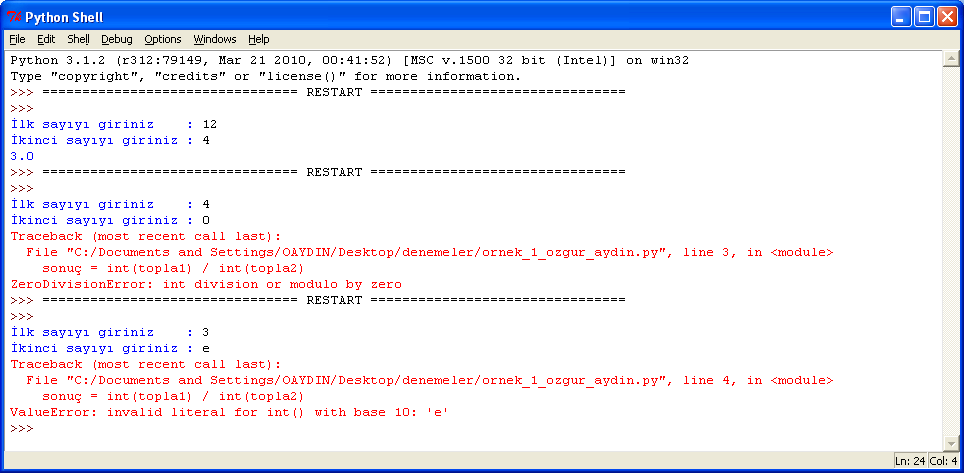 Python Shell
File Edit Shell Debug Options Windows Help
Python 3.1.2 (r312:79149, Mar 21 2010, 00:41:52) [MSC v.1500 32 bit (Intel)] on win32
Type "copyright", "credits" or "license()" for more information.
>>> ================================ RESTART ================================
>>>
İlk sayıyı giriniz    : 12
İkinci sayıyı giriniz : 4
3.0
>>> ================================ RESTART ================================
>>>
İlk sayıyı giriniz    : 4
İkinci sayıyı giriniz : 0
Traceback (most recent call last):
  File "C:/Documents and Settings/OAYDIN/Desktop/denemeler/ornek_1_ozgur_aydin.py", line 3, in <module>
    sonuç = int(topla1) / int(topla2)
ZeroDivisionError: int division or modulo by zero
>>> ================================ RESTART ================================
>>>
İlk sayıyı giriniz    : 3
İkinci sayıyı giriniz : e
Traceback (most recent call last):
  File "C:/Documents and Settings/OAYDIN/Desktop/denemeler/ornek_1_ozgur_aydin.py", line 4, in <module>
    sonuç = int(topla1) / int(topla2)
ValueError: invalid literal for int() with base 10: 'e'
>>>
Ln: 24 Col: 4